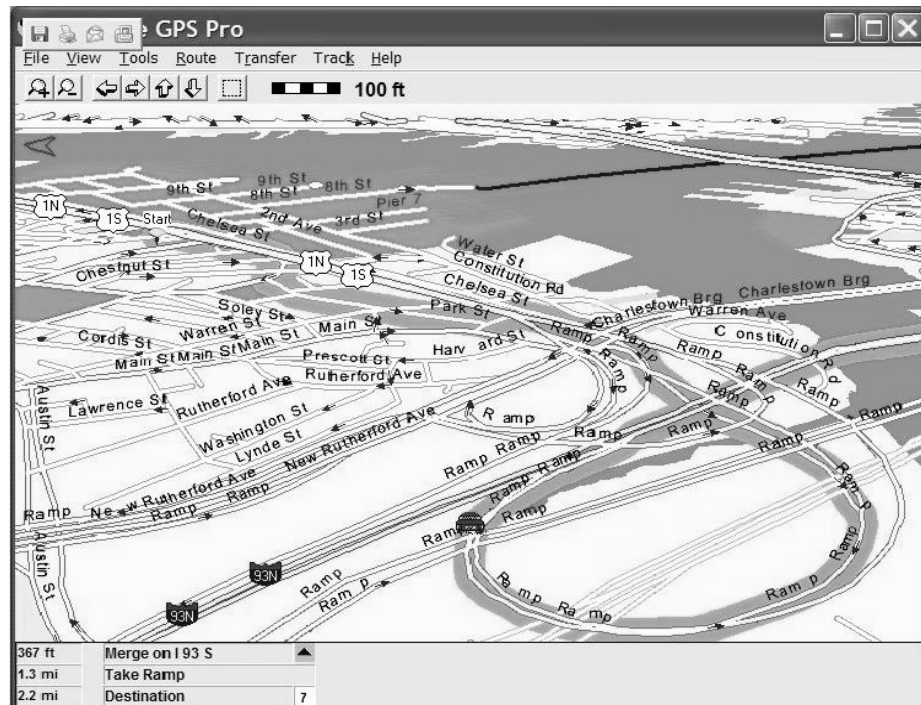 e GPS Pro
File View Tools Route Transfer Track Help
100 ft
9th St
9th St
8th St
8th St
Pier 7
1N
1S
Start
2nd Ave
3rd St
Chelsea St
Water St
Constitution Rd
Chestnut St
1N
1S
Chelsea St
Charlestown Brg
Charlestown Brg
Warren Ave
Soley St
Park St
Constitution Rd
Cordis St
Warren St
Main St
Main St
Main St
Main St
Harvard St
Ramp
Ramp
Ramp
Ramp
Ramp
Ramp
Prescott St
Rutherford Ave
Ramp
Lawrence St
Rutherford Ave
Ramp
Ramp
Ramp
Ramp
Austin St
Washington St
Lynde St
New Rutherford Ave
Ramp
Ramp
Ramp
Ramp
New Rutherford Ave
Ramp
Ramp
Ramp
Ramp
Ramp
Ramp
Ramp
Ramp
Austin St
93N
Ramp
Ramp
Ramp
Ramp
Ramp
93N
367 ft Merge on I 93 S
1.3 mi Take Ramp
2.2 mi Destination 7